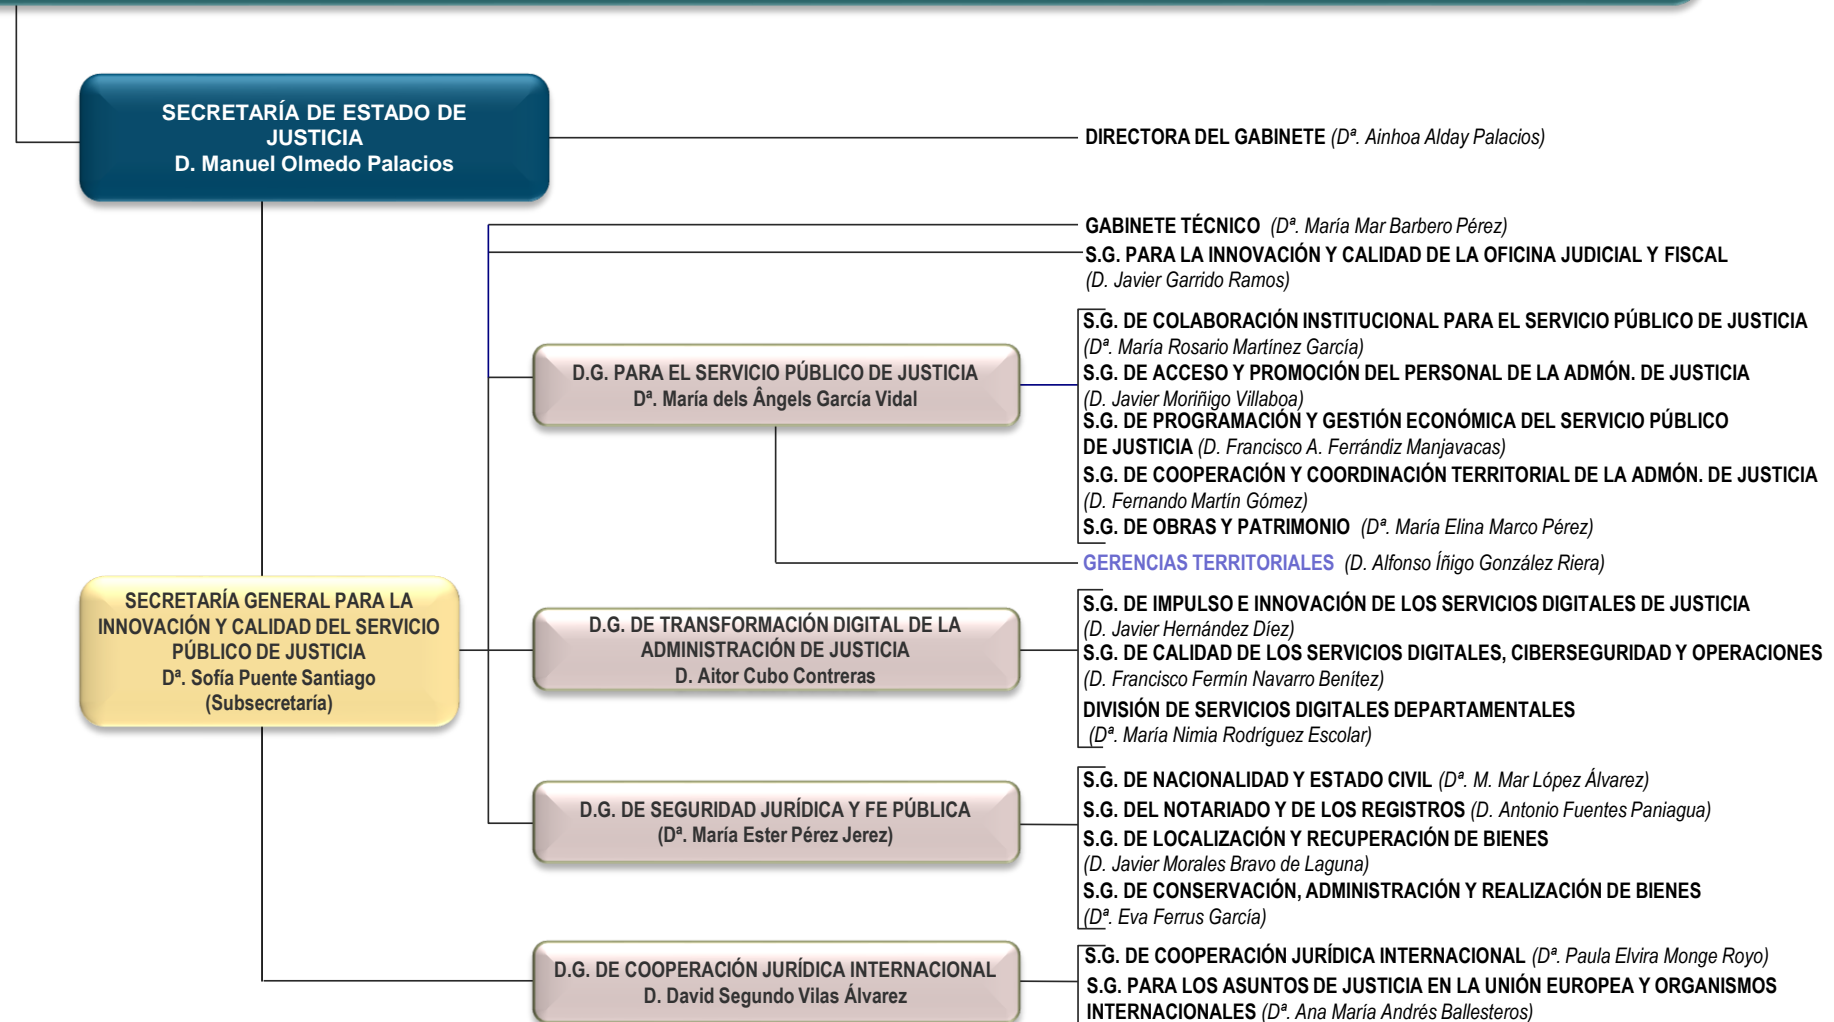 SECRETARÍA DE ESTADO DE
JUSTICIA
D. Manuel Olmedo Palacios
DIRECTORA DEL GABINETE (Dª. Ainhoa Alday Palacios)
GABINETE TÉCNICO (Dª. María Mar Barbero Pérez)
S.G. PARA LA INNOVACIÓN Y CALIDAD DE LA OFICINA JUDICIAL Y FISCAL
(D. Javier Garrido Ramos)
D.G. PARA EL SERVICIO PÚBLICO DE JUSTICIA
Dª. María dels Ângels García Vidal
S.G. DE COLABORACIÓN INSTITUCIONAL PARA EL SERVICIO PÚBLICO DE JUSTICIA
(Dª. María Rosario Martínez García)
S.G. DE ACCESO Y PROMOCIÓN DEL PERSONAL DE LA ADMÓN. DE JUSTICIA
(D. Javier Moriñigo Villaboa)
S.G. DE PROGRAMACIÓN Y GESTIÓN ECONÓMICA DEL SERVICIO PÚBLICO
DE JUSTICIA (D. Francisco A. Ferrándiz Manjavacas)
S.G. DE COOPERACIÓN Y COORDINACIÓN TERRITORIAL DE LA ADMÓN. DE JUSTICIA
(D. Fernando Martín Gómez)
S.G. DE OBRAS Y PATRIMONIO (Dª. María Elina Marco Pérez)
GERENCIAS TERRITORIALES (D. Alfonso Íñigo González Riera)
SECRETARÍA GENERAL PARA LA
INNOVACIÓN Y CALIDAD DEL SERVICIO
PÚBLICO DE JUSTICIA
Dª. Sofía Puente Santiago
(Subsecretaría)
D.G. DE TRANSFORMACIÓN DIGITAL DE LA
ADMINISTRACIÓN DE JUSTICIA
D. Aitor Cubo Contreras
S.G. DE IMPULSO E INNOVACIÓN DE LOS SERVICIOS DIGITALES DE JUSTICIA
(D. Javier Hernández Díez)
S.G. DE CALIDAD DE LOS SERVICIOS DIGITALES, CIBERSEGURIDAD Y OPERACIONES
(D. Francisco Fermín Navarro Benítez)
DIVISIÓN DE SERVICIOS DIGITALES DEPARTAMENTALES
(Dª. María Nimia Rodríguez Escolar)
D.G. DE SEGURIDAD JURÍDICA Y FE PÚBLICA
(Dª. María Ester Pérez Jerez)
S.G. DE NACIONALIDAD Y ESTADO CIVIL (Dª. M. Mar López Álvarez)
S.G. DEL NOTARIADO Y DE LOS REGISTROS (D. Antonio Fuentes Paniagua)
S.G. DE LOCALIZACIÓN Y RECUPERACIÓN DE BIENES
(D. Javier Morales Bravo de Laguna)
S.G. DE CONSERVACIÓN, ADMINISTRACIÓN Y REALIZACIÓN DE BIENES
(Dª. Eva Ferrus García)
D.G. DE COOPERACIÓN JURÍDICA INTERNACIONAL
D. David Segundo Vilas Álvarez
S.G. DE COOPERACIÓN JURÍDICA INTERNACIONAL (Dª. Paula Elvira Monge Royo)
S.G. PARA LOS ASUNTOS DE JUSTICIA EN LA UNIÓN EUROPEA Y ORGANISMOS
INTERNACIONALES (Dª. Ana María Andrés Ballesteros)